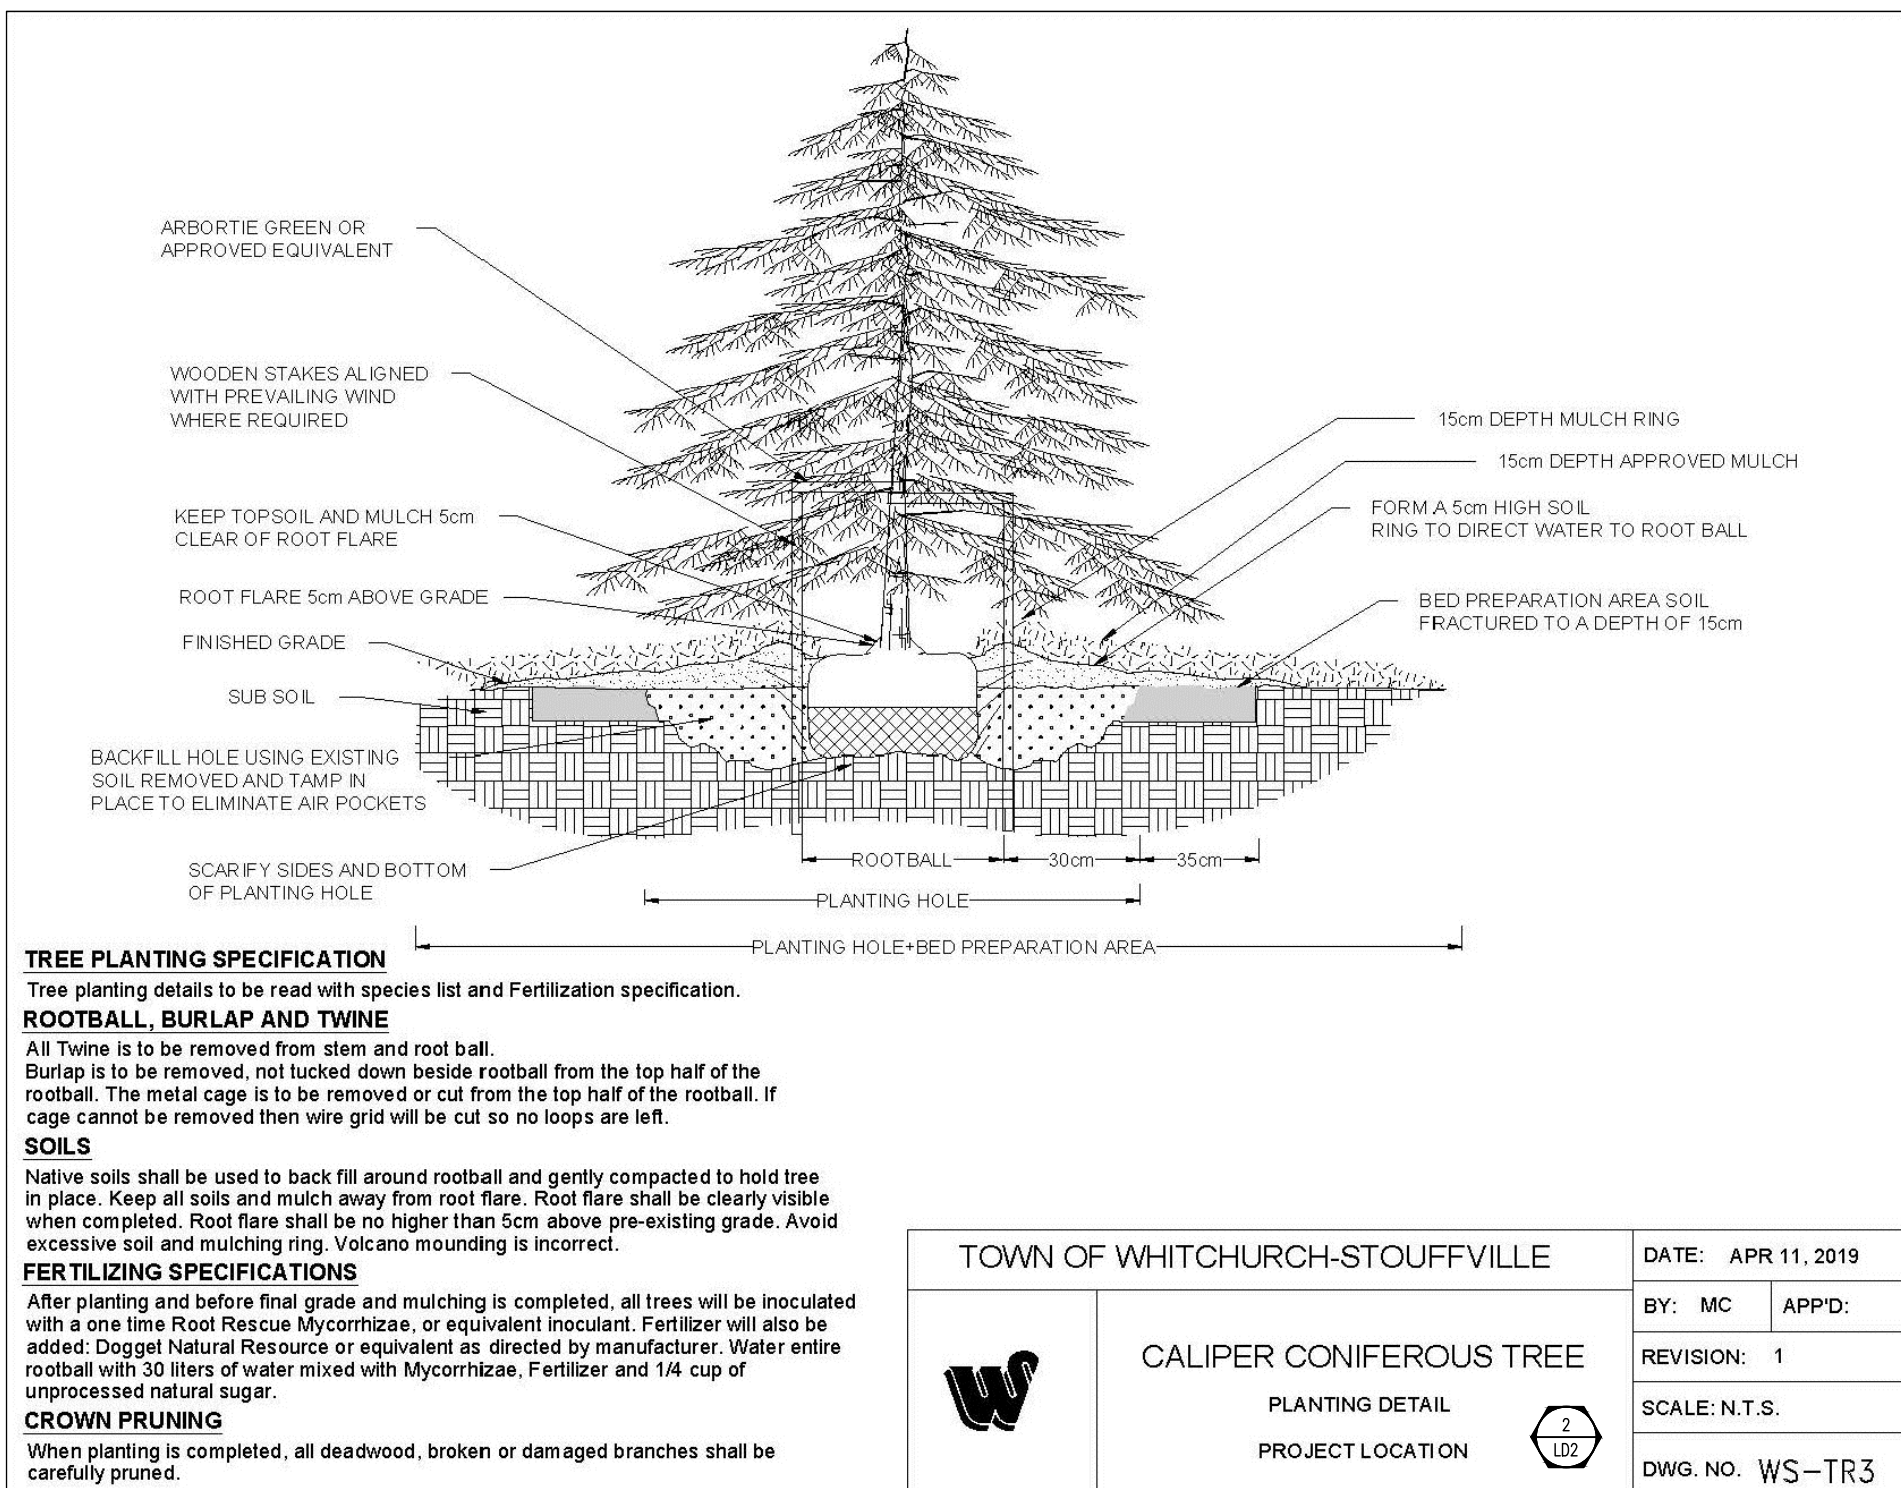 ARBORTIE GREEN OR
APPROVED EQUIVALENT
WOODEN STAKES ALIGNED
WITH PREVAILING WIND
WHERE REQUIRED
KEEP TOPSOIL AND MULCH 5cm
CLEAR OF ROOT FLARE
ROOT FLARE 5cm ABOVE GRADE
FINISHED GRADE
SUB SOIL
BACKFILL HOLE USING EXISTING
SOIL REMOVED AND TAMP IN
PLACE TO ELIMINATE AIR POCKETS
SCARIFY SIDES AND BOTTOM
OF PLANTING HOLE
15cm DEPTH MULCH RING
15cm DEPTH APPROVED MULCH
FORM A 5cm HIGH SOIL
RING TO DIRECT WATER TO ROOT BALL
BED PREPARATION AREA SOIL
FRACTURED TO A DEPTH OF 15cm
ROOTBALL 30cm 35cm
PLANTING HOLE
PLANTING HOLE+BED PREPARATION AREA
TREE PLANTING SPECIFICATION
Tree planting details to be read with species list and Fertilization specification.
ROOTBALL, BURLAP AND TWINE
All Twine is to be removed from stem and root ball.
Burlap is to be removed, not tucked down beside rootball from the top half of the
rootball. The metal cage is to be removed or cut from the top half of the rootball. If
cage cannot be removed then wire grid will be cut so no loops are left.
SOILS
Native soils shall be used to back fill around rootball and gently compacted to hold tree
in place. Keep all soils and mulch away from root flare. Root flare shall be clearly visible
when completed. Root flare shall be no higher than 5cm above pre-existing grade. Avoid
excessive soil and mulching ring. Volcano mounding is incorrect.
FERTILIZING SPECIFICATIONS
After planting and before final grade and mulching is completed, all trees will be inoculated
with a one time Root Rescue Mycorrhizae, or equivalent inoculant. Fertilizer will also be
added: Dogget Natural Resource or equivalent as directed by manufacturer. Water entire
rootball with 30 liters of water mixed with Mycorrhizae, Fertilizer and 1/4 cup of
unprocessed natural sugar.
CROWN PRUNING
When planting is completed, all deadwood, broken or damaged branches shall be
carefully pruned.
TOWN OF WHITCHURCH-STOUFFVILLE
W
CALIPER CONIFEROUS TREE
PLANTING DETAIL
PROJECT LOCATION
2
LD2
DATE: APR 11, 2019
BY: MC APP'D:
REVISION: 1
SCALE: N.T.S.
DWG. NO. WS-TR3